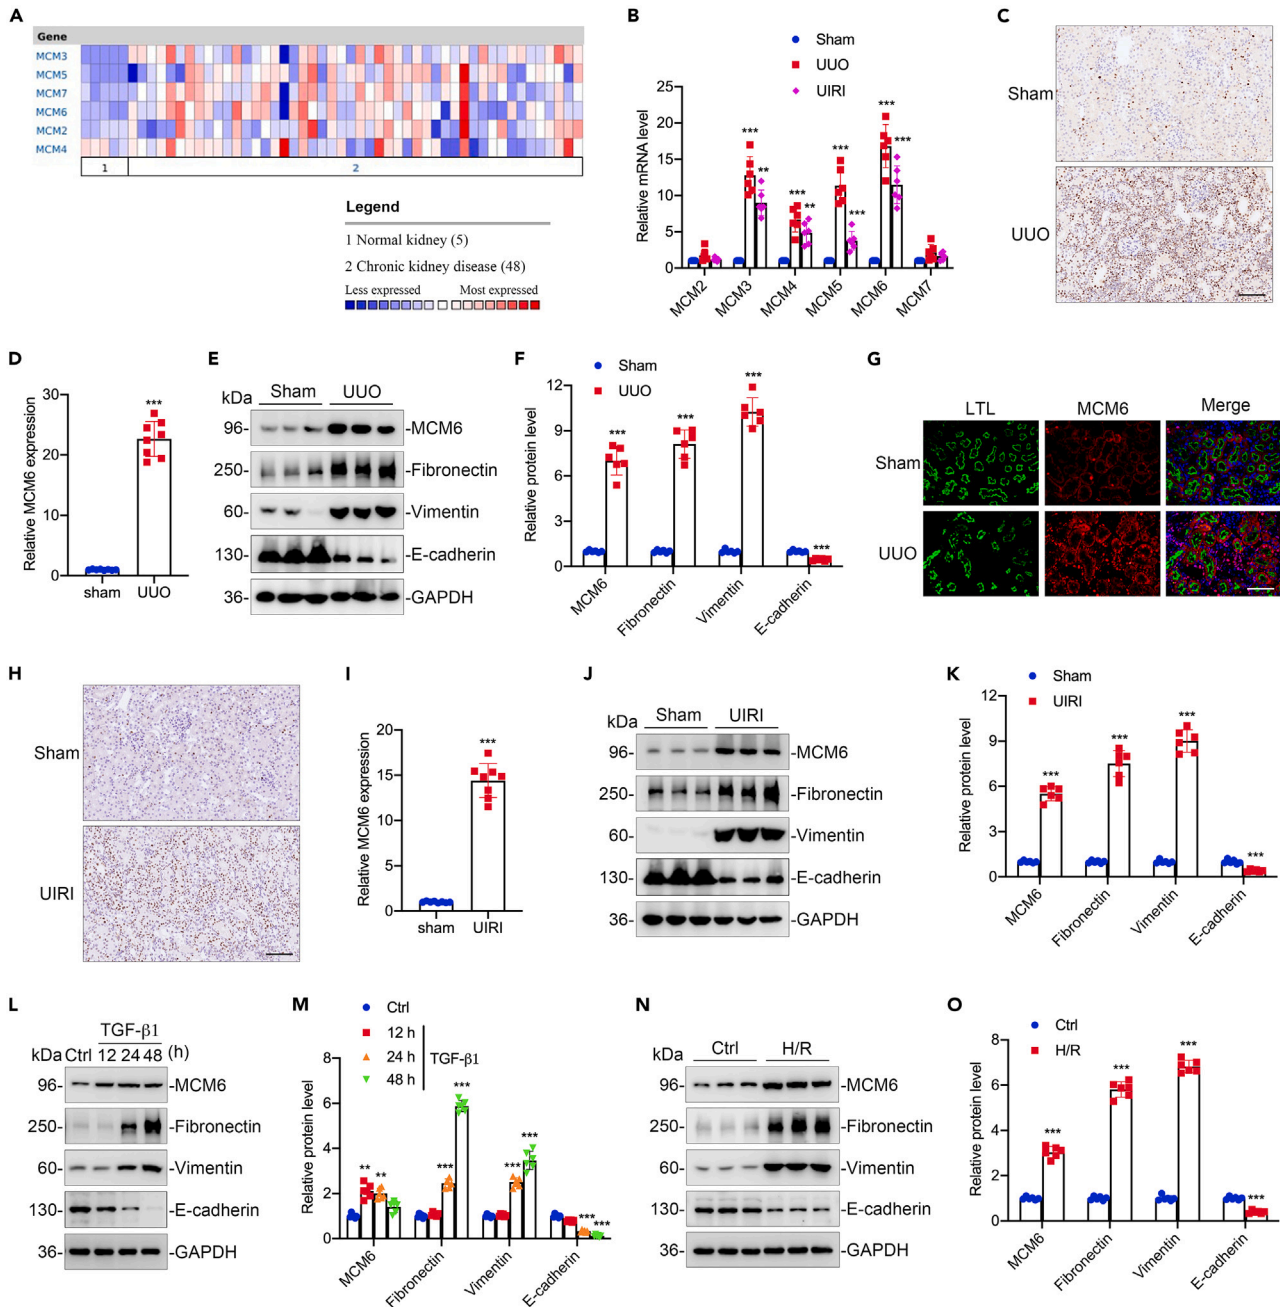 A
Gene
MCM3
MCM5
MCM7
MCM6
MCM2
MCM4
1
2
Legend
1 Normal kidney (5)
2 Chronic kidney disease (48)
Less expressed Most expressed
B
Sham
UUO
UIRI
Relative mRNA level
25
20
15
10
5
0
*** ** *** ** *** *** *** ***
MCM2 MCM3 MCM4 MCM5 MCM6 MCM7
C
Sham
UUO
D
Relative MCM6 expression
30
20
10
0
***
sham UUO
E
kDa Sham UUO
96- -MCM6
250- -Fibronectin
60- -Vimentin
130- -E-cadherin
36- -GAPDH
F
Sham
UUO
Relative protein level
12
9
6
3
0
*** *** *** ***
MCM6 Fibronectin Vimentin E-cadherin
G
LTL MCM6 Merge
Sham
UUO
H
Sham
UIRI
I
Relative MCM6 expression
20
15
10
5
0
***
sham UIRI
J
kDa Sham UIRI
96- -MCM6
250- -Fibronectin
60- -Vimentin
130- -E-cadherin
36- -GAPDH
K
Sham
UIRI
Relative protein level
12
9
6
3
0
*** *** *** ***
MCM6 Fibronectin Vimentin E-cadherin
L
TGF-β1
kDa Ctrl 12 24 48 (h)
96- -MCM6
250- -Fibronectin
60- -Vimentin
130- -E-cadherin
36- -GAPDH
M
Ctrl
12 h
24 h
48 h
TGF-β1
Relative protein level
8
6
4
2
0
** ** *** *** *** *** *** ***
MCM6 Fibronectin Vimentin E-cadherin
N
kDa Ctrl H/R
96- -MCM6
250- -Fibronectin
60- -Vimentin
130- -E-cadherin
36- -GAPDH
O
Ctrl
H/R
Relative protein level
8
6
4
2
0
*** *** *** ***
MCM6 Fibronectin Vimentin E-cadherin